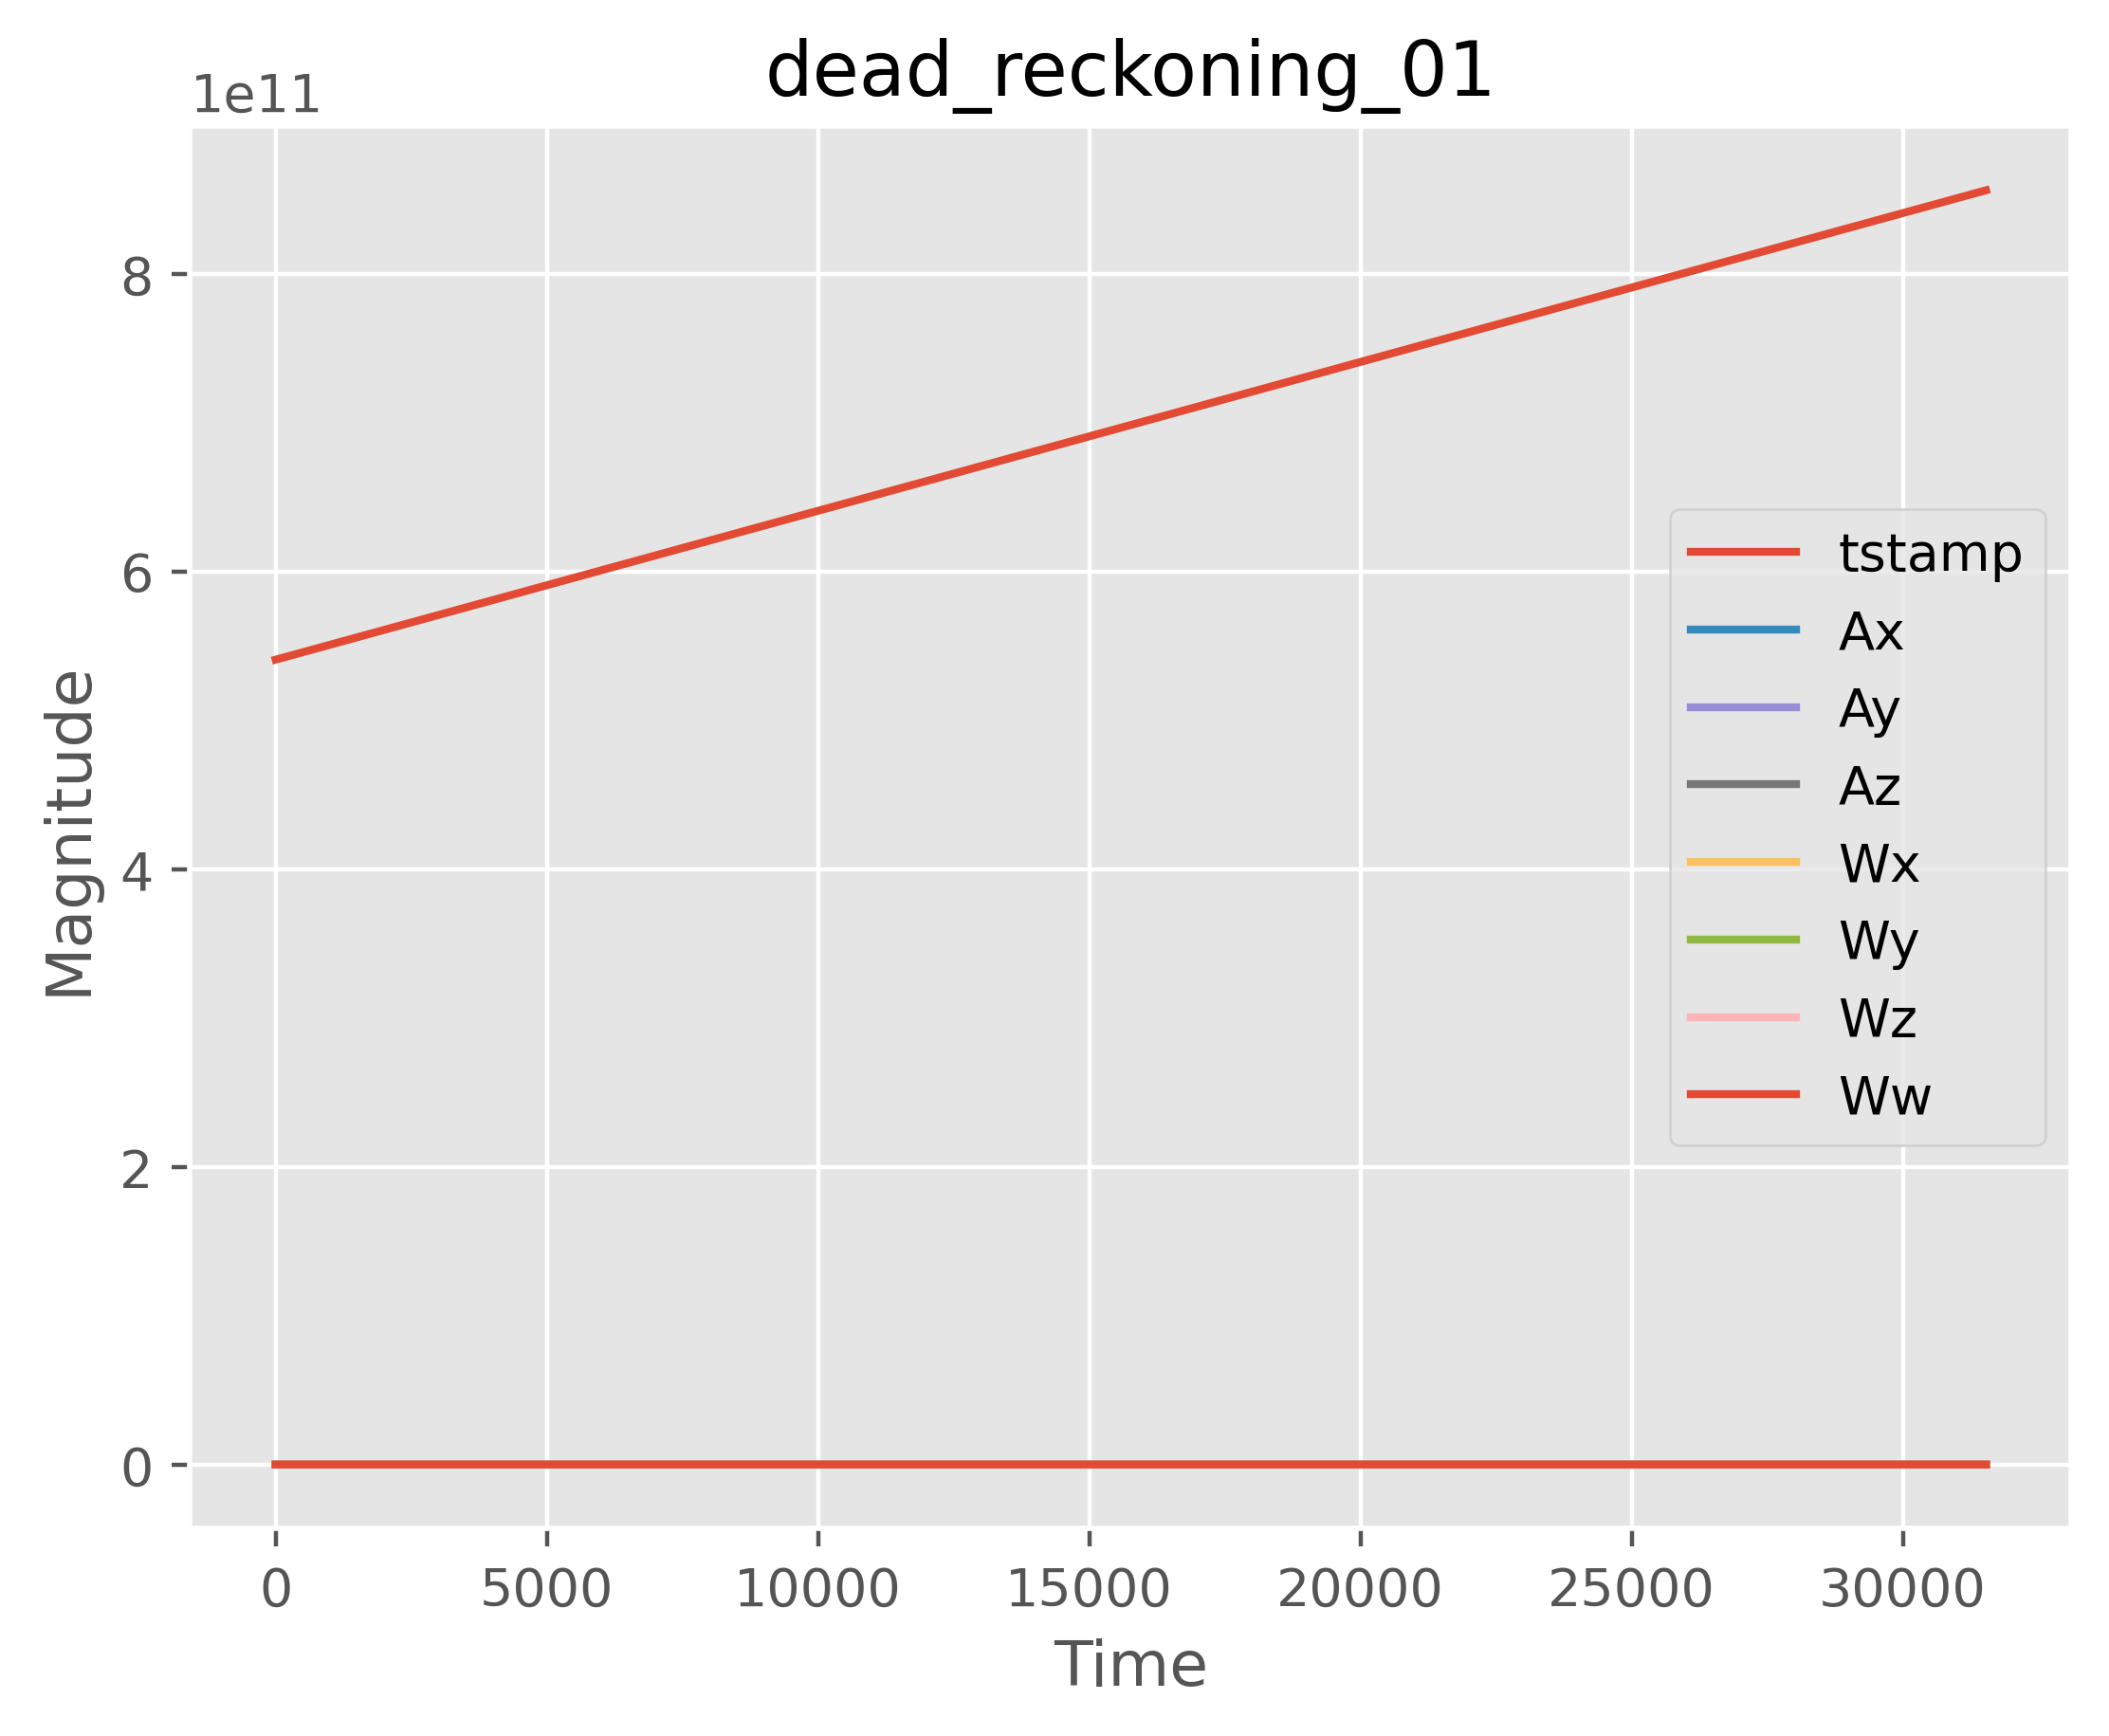 dead_reckoning_01
1e11
8
6
4
2
0
Magnitude
tstamp
Ax
Ay
Az
Wx
Wy
Wz
Ww
0 5000 10000 15000 20000 25000 30000
Time